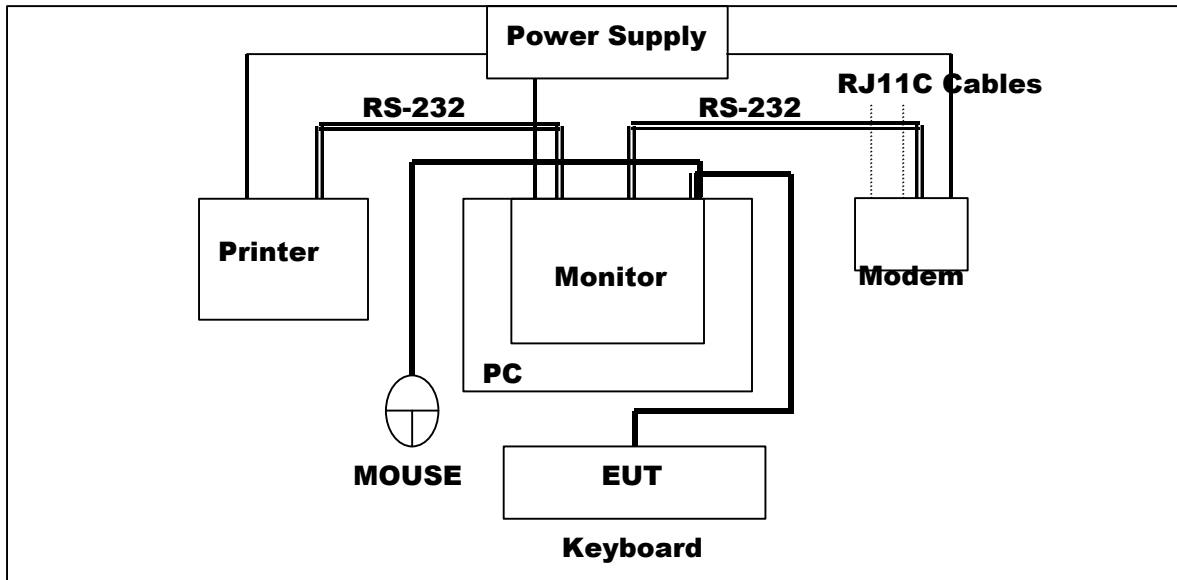 Power Supply
RJ11C Cables
RS-232
RS-232
Printer
Monitor
Modem
PC
MOUSE
EUT
Keyboard